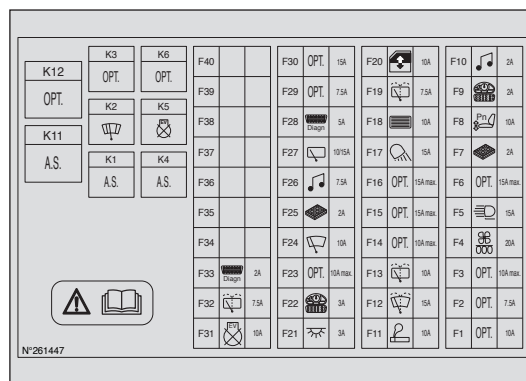 K12
OPT.
K11
A.S.
K3
OPT.
K6
OPT.
K2
K5
EV
K1
A.S.
K4
A.S.
F40 F30 OPT. 15A F20 10A F10 2A
F39 F29 OPT. 7.5A F19 7.5A F9 2A
F38 F28 Diagn 5A F18 10A F8 Pn 10A
F37 F27 10/15A F17 15A F7 2A
F36 F26 7.5A F16 OPT. 15A max. F6 OPT. 15A max.
F35 F25 2A F15 OPT. 15A max. F5 15A
F34 F24 10A F14 OPT. 10A max. F4 20A
F33 Diagn 2A F23 OPT. 10A max. F13 10A F3 OPT. 10A max.
F32 7.5A F22 3A F12 15A F2 OPT. 7.5A
F31 EV 10A F21 3A F11 10A F1 OPT. 10A
N°261447